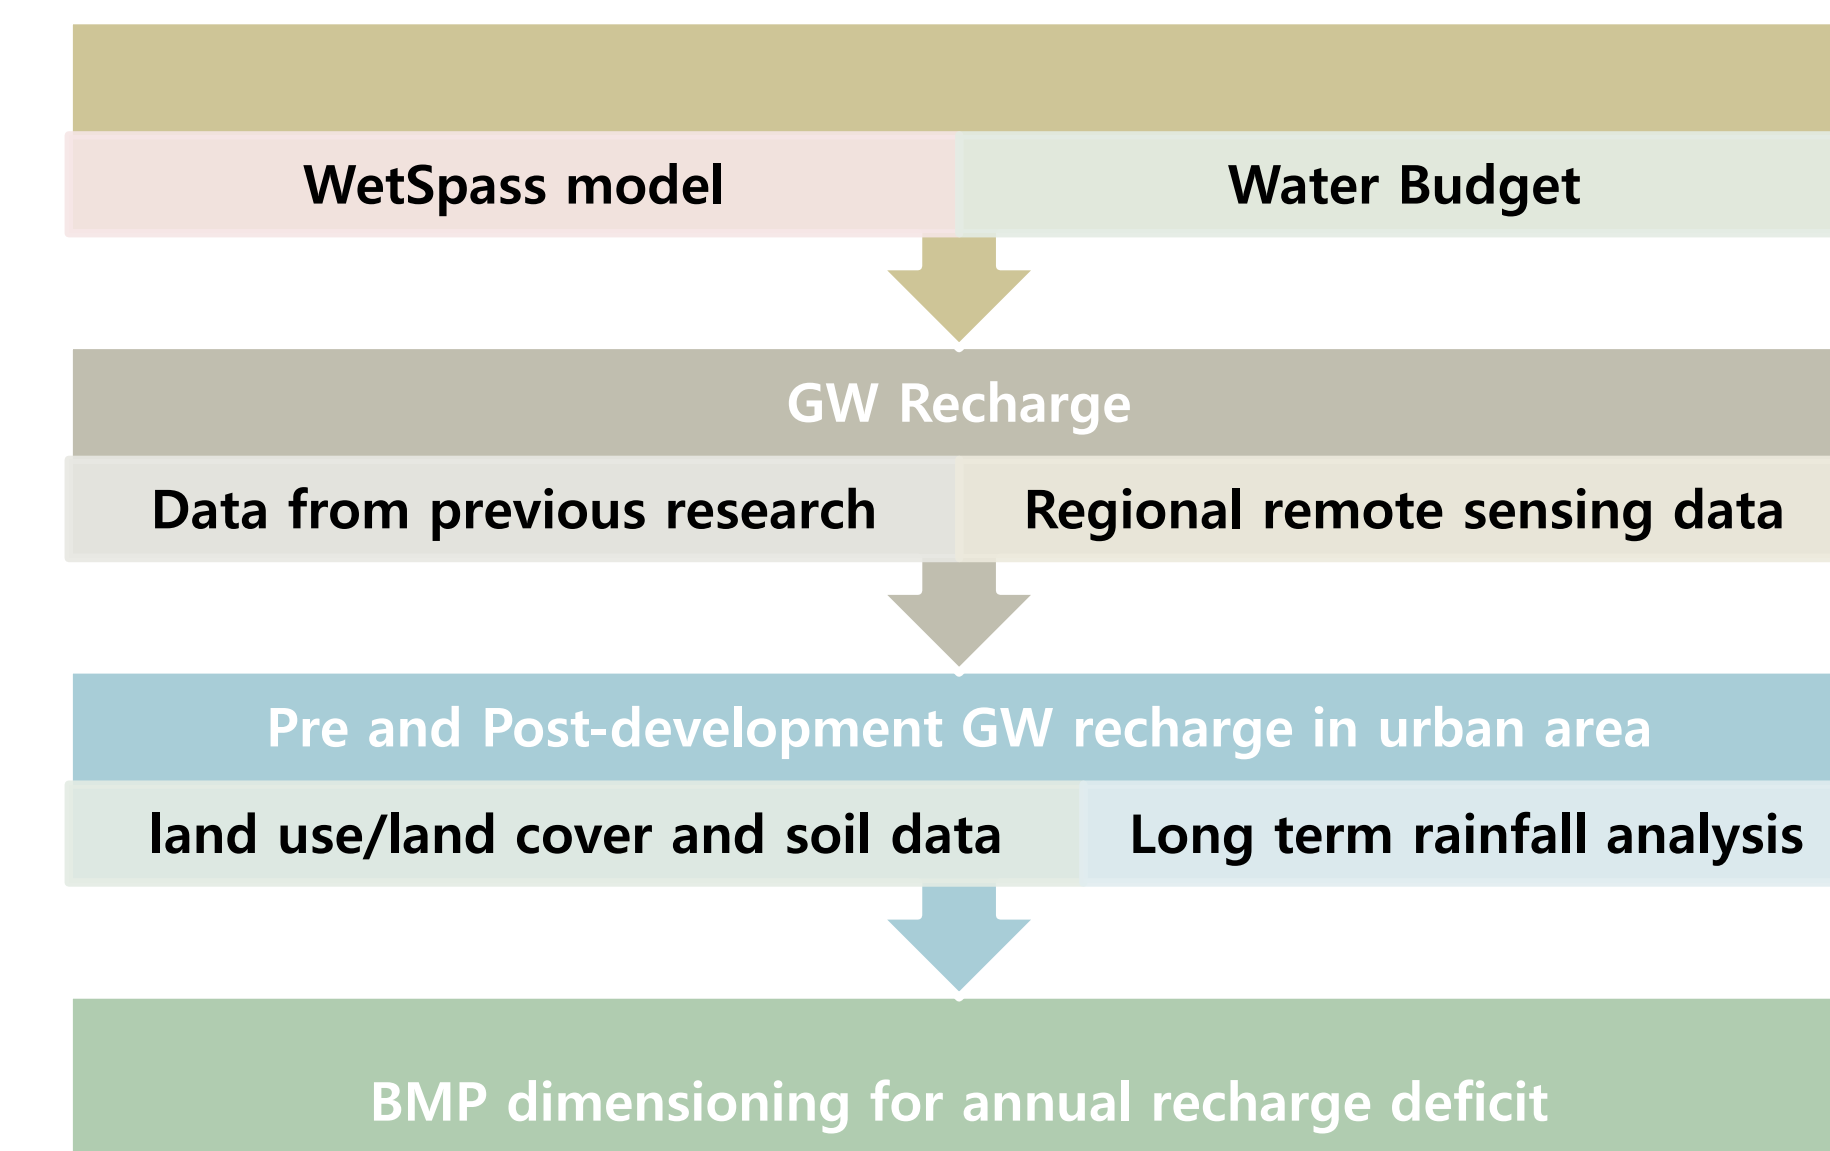 WetSpass model
Water Budget
GW Recharge
Data from previous research
Regional remote sensing data
Pre and Post-development GW recharge in urban area
land use/land cover and soil data
Long term rainfall analysis
BMP dimensioning for annual recharge deficit